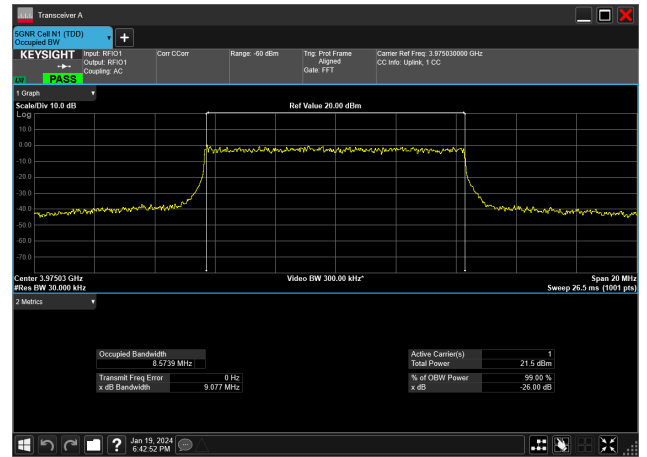 Transceiver A
5GNR Cell N1 (TDD)
Occupied BW
KEYSIGHT
LXI
PASS
Input: RFIO1
Output: RFIO1
Coupling: AC
Corr CCorr
Range: -60 dBm
Trig: Prot Frame
Aligned
Gate: FFT
Carrier Ref Freq: 3.975030000 GHz
CC Info: Uplink, 1 CC
1 Graph
Scale/Div 10.0 dB
Ref Value 20.00 dBm
Log
10.0
0.00
-10.0
-20.0
-30.0
-40.0
-50.0
-60.0
-70.0
Center 3.97503 GHz
Video BW 300.00 kHz*
Span 20 MHz
#Res BW 30.000 kHz
Sweep 26.5 ms (1001 pts)
2 Metrics
Occupied Bandwidth
8.5739 MHz
Transmit Freq Error 0 Hz
x dB Bandwidth 9.077 MHz
Active Carrier(s) 1
Total Power 21.5 dBm
% of OBW Power 99.00 %
x dB -26.00 dB
?
Jan 19, 2024
6:42:52 PM